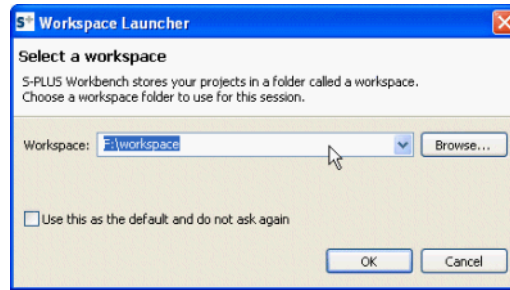 S+ Workspace Launcher
Select a workspace
S-PLUS Workbench stores your projects in a folder called a workspace.
Choose a workspace folder to use for this session.
Workspace: F:\workspace Browse...
Use this as the default and do not ask again
OK Cancel